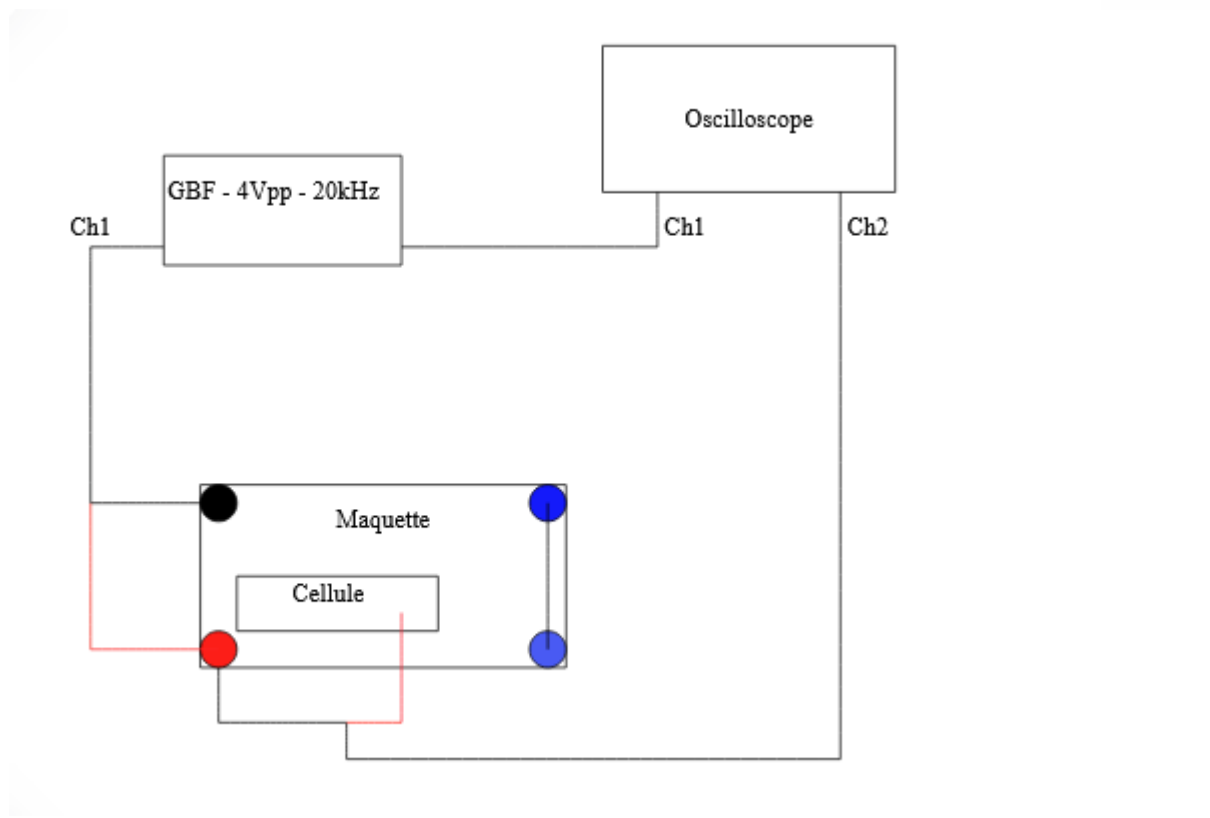 Oscilloscope
GBF - 4Vpp - 20kHz
Ch1
Ch1
Ch2
Maquette
Cellule